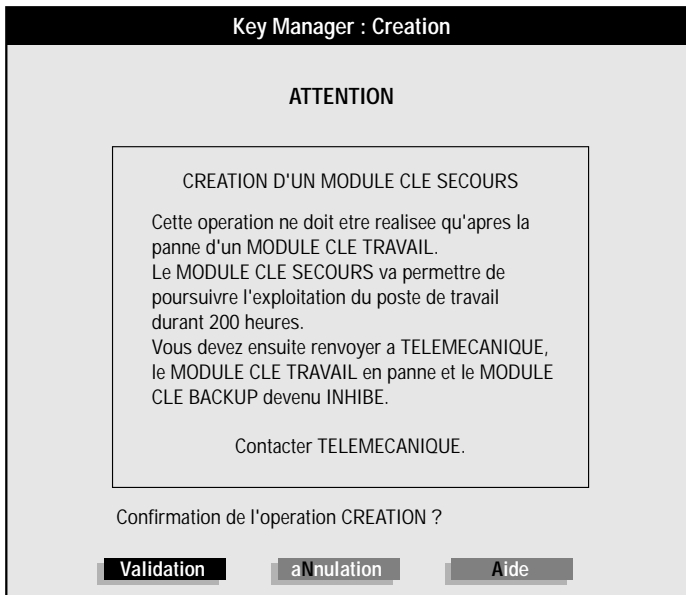 Key Manager : Creation
ATTENTION
CREATION D'UN MODULE CLE SECOURS
Cette operation ne doit etre realisee qu'apres la
panne d'un MODULE CLE TRAVAIL.
Le MODULE CLE SECOURS va permettre de
poursuivre l'exploitation du poste de travail
durant 200 heures.
Vous devez ensuite renvoyer a TELEMECANIQUE,
le MODULE CLE TRAVAIL en panne et le MODULE
CLE BACKUP devenu INHIBE.
Contacter TELEMECANIQUE.
Confirmation de l'operation CREATION ?
Validation aNnulation Aide